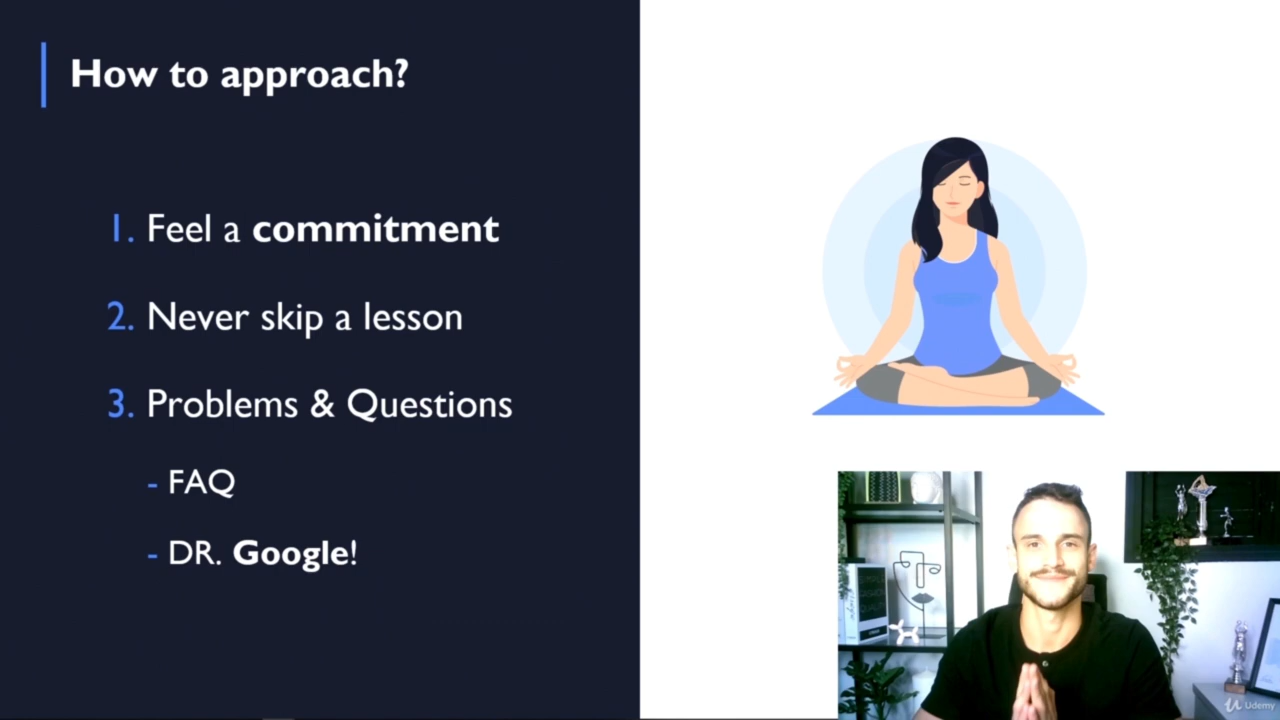 How to approach?
1. Feel a commitment
2. Never skip a lesson
3. Problems & Questions
- FAQ
- DR. Google!
Udemy